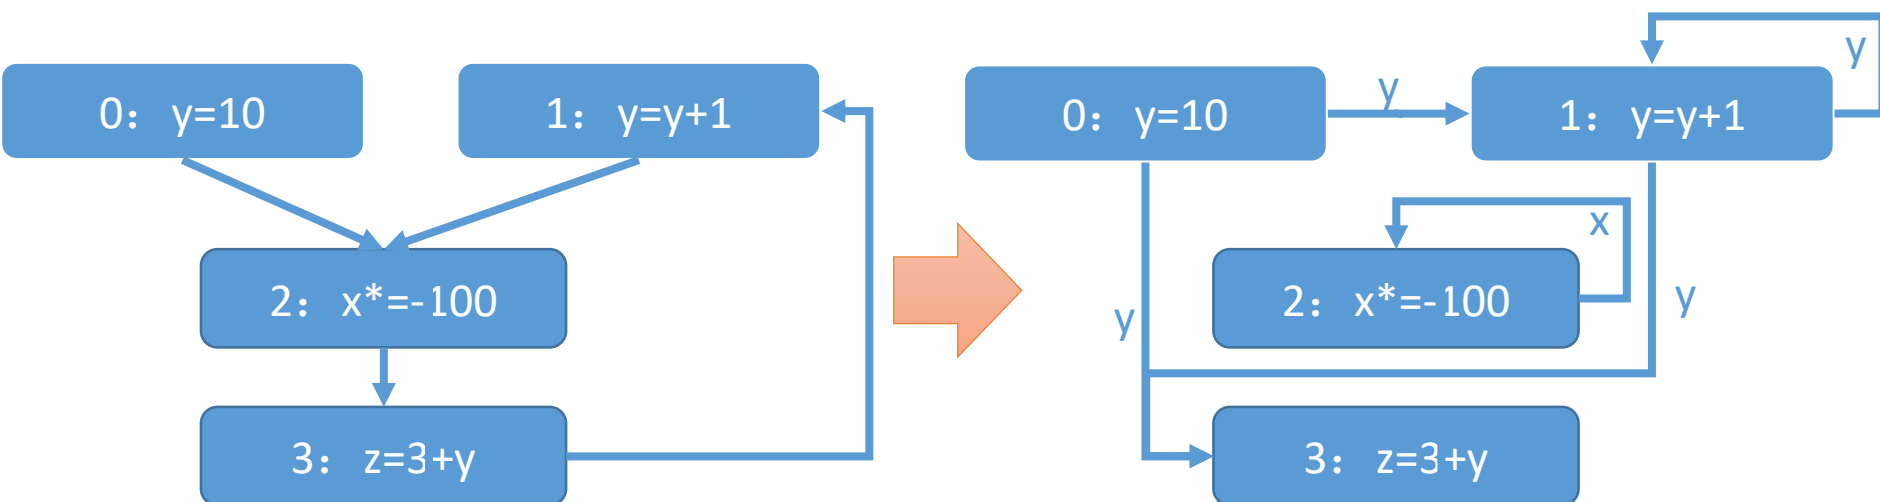 0： y=10
1： y=y+1
2： x*=-100
3： z=3+y
0： y=10
y
1： y=y+1
y
x
2： x*=-100
y
y
3： z=3+y